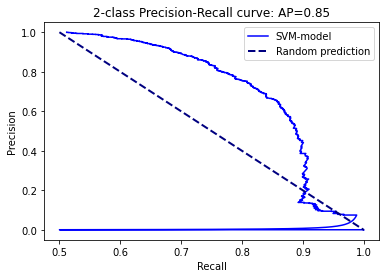 2-class Precision-Recall curve: AP=0.85
SVM-model
Random prediction
Precision
1.0
0.8
0.6
0.4
0.2
0.0
0.5 0.6 0.7 0.8 0.9 1.0
Recall